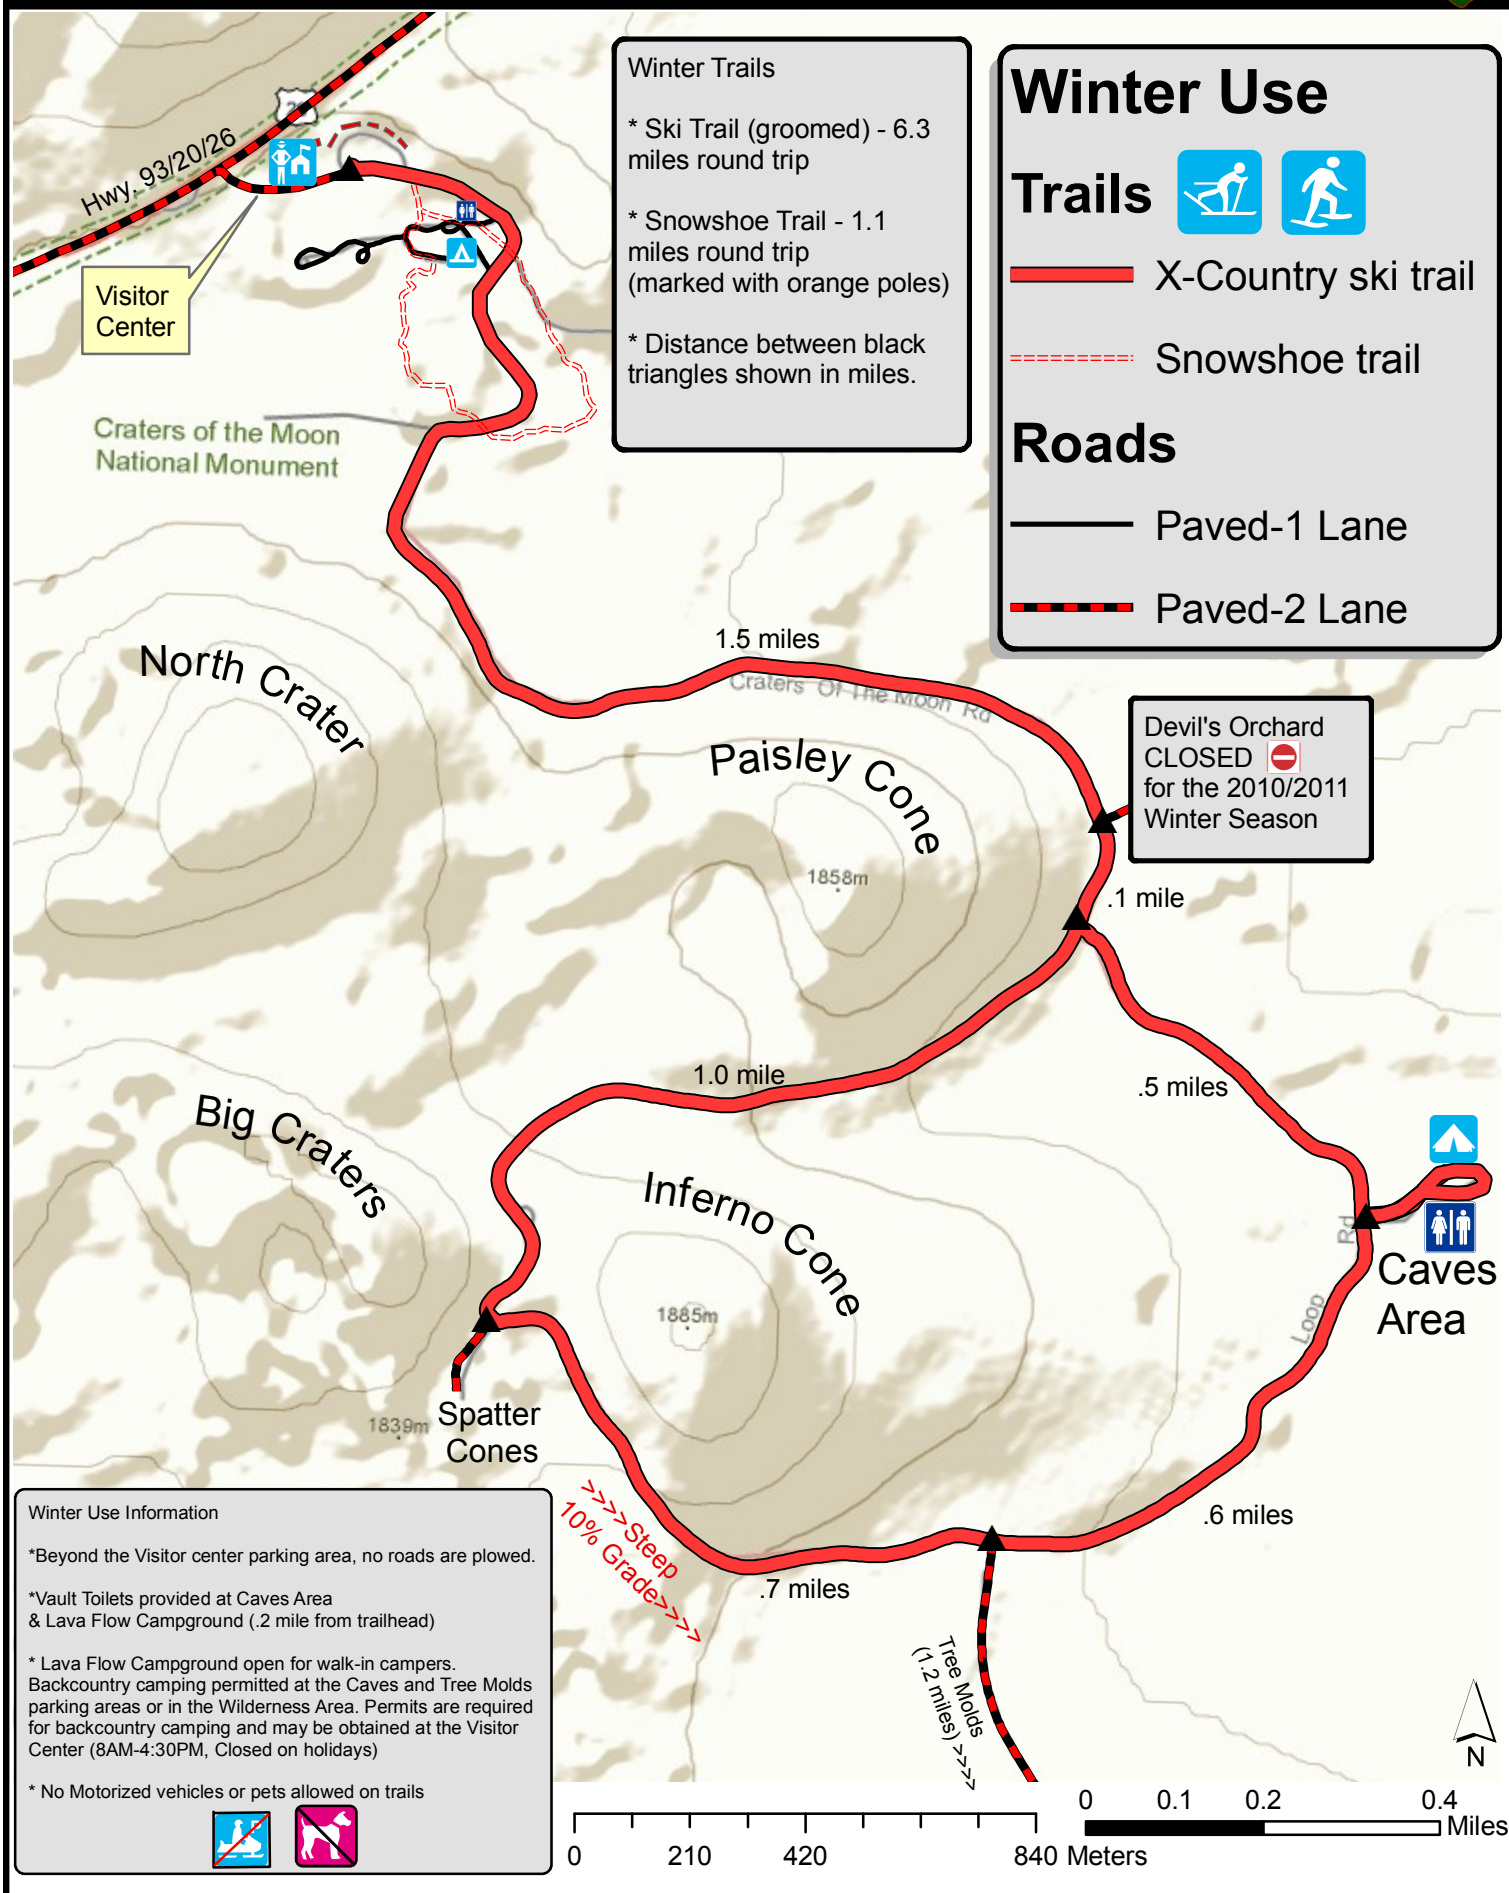 Winter Trails
* Ski Trail (groomed) - 6.3
miles round trip
* Snowshoe Trail - 1.1
miles round trip
(marked with orange poles)
* Distance between black
triangles shown in miles.
Winter Use
Trails
X-Country ski trail
Snowshoe trail
Roads
Paved-1 Lane
Paved-2 Lane
Hwy. 93/20/26
Visitor
Center
Craters of the Moon
National Monument
North Crater
1.5 miles
Craters Of The Moon Rd
Paisley Cone
1858m
Devil's Orchard
CLOSED
for the 2010/2011
Winter Season
.1 mile
1.0 mile
.5 miles
Big Craters
Inferno Cone
1885m
Rd
Loop
Caves
Area
1839m
Spatter
Cones
>>>>Steep
10% Grade>>>>
.7 miles
.6 miles
Tree Molds
(1.2 miles) >>>>
Winter Use Information
*Beyond the Visitor center parking area, no roads are plowed.
*Vault Toilets provided at Caves Area
& Lava Flow Campground (.2 mile from trailhead)
* Lava Flow Campground open for walk-in campers.
Backcountry camping permitted at the Caves and Tree Molds
parking areas or in the Wilderness Area. Permits are required
for backcountry camping and may be obtained at the Visitor
Center (8AM-4:30PM, Closed on holidays)
* No Motorized vehicles or pets allowed on trails
N
0 210 420 840 Meters
0 0.1 0.2 0.4
Miles